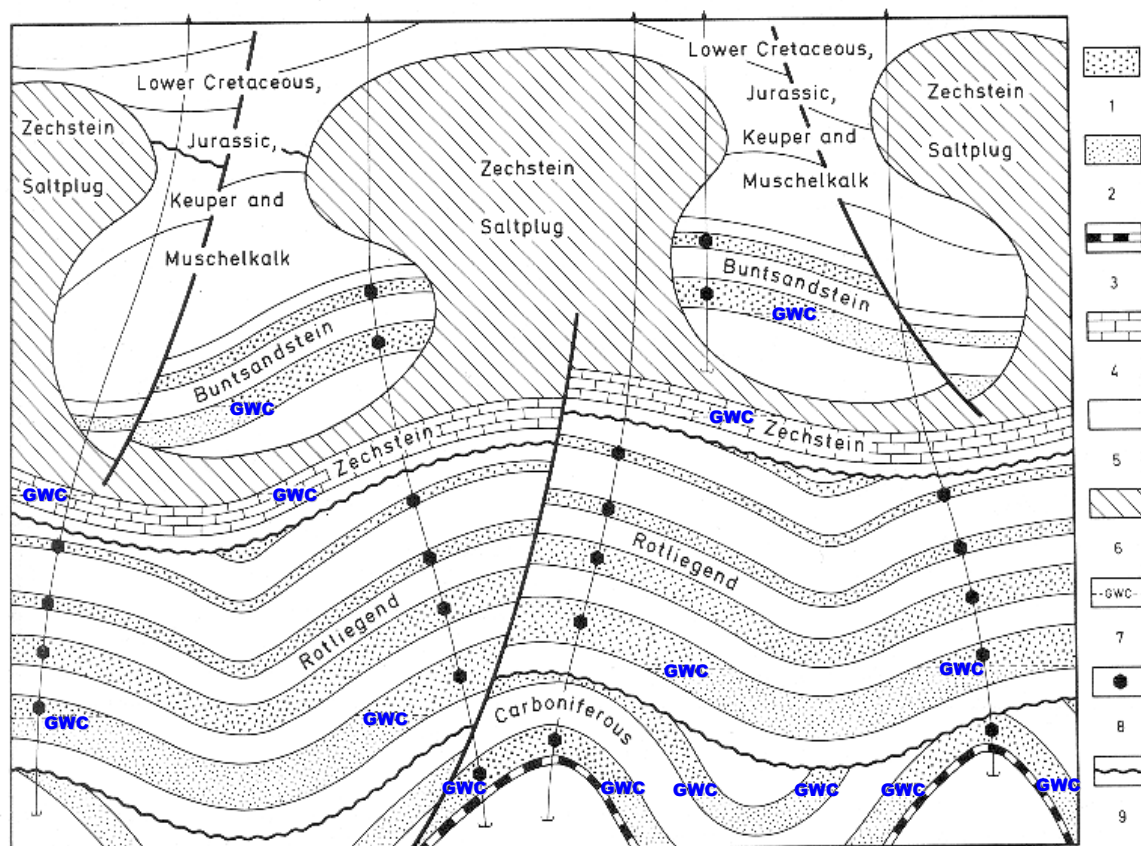 Lower Cretaceous,
Jurassic,
Keuper and
Muschelkalk
Lower Cretaceous,
Jurassic,
Keuper and
Muschelkalk
Zechstein
Saltplug
Zechstein
Saltplug
Zechstein
Saltplug
Buntsandstein
GWC
Buntsandstein
GWC
Zechstein
GWC
GWC
Zechstein
GWC
Rotliegend
Rotliegend
GWC
GWC
GWC
GWC
Carboniferous
GWC
GWC
GWC
GWC
GWC
GWC
1
2
3
4
5
6
GWC
7
8
9